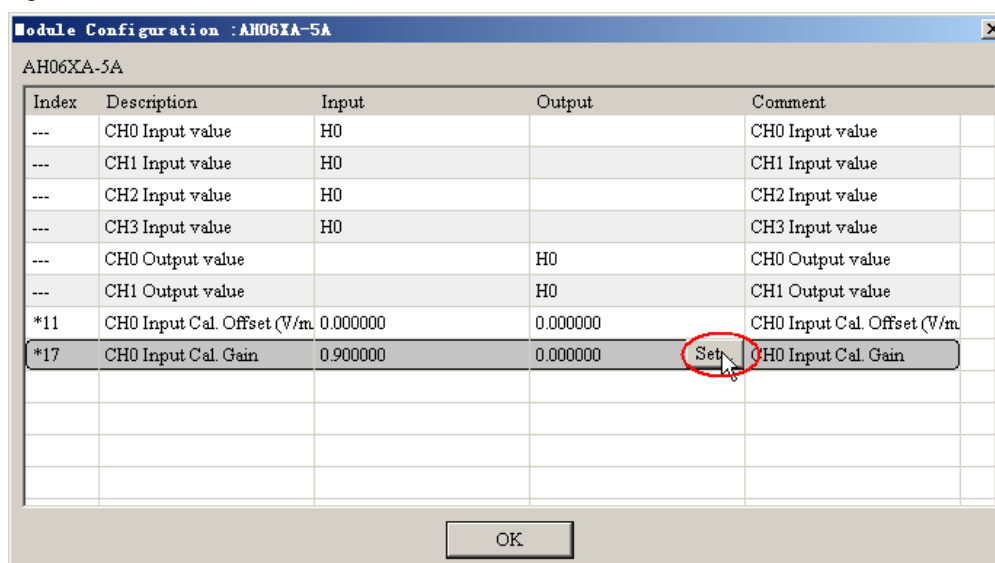 Module Configuration :AH06XA-5A
AH06XA-5A
Index Description Input Output Comment
--- CH0 Input value H0 CH0 Input value
--- CH1 Input value H0 CH1 Input value
--- CH2 Input value H0 CH2 Input value
--- CH3 Input value H0 CH3 Input value
--- CH0 Output value H0 CH0 Output value
--- CH1 Output value H0 CH1 Output value
*11 CH0 Input Cal. Offset (V/m 0.000000 0.000000 CH0 Input Cal. Offset (V/m
*17 CH0 Input Cal. Gain 0.900000 0.000000 Set CH0 Input Cal. Gain
OK